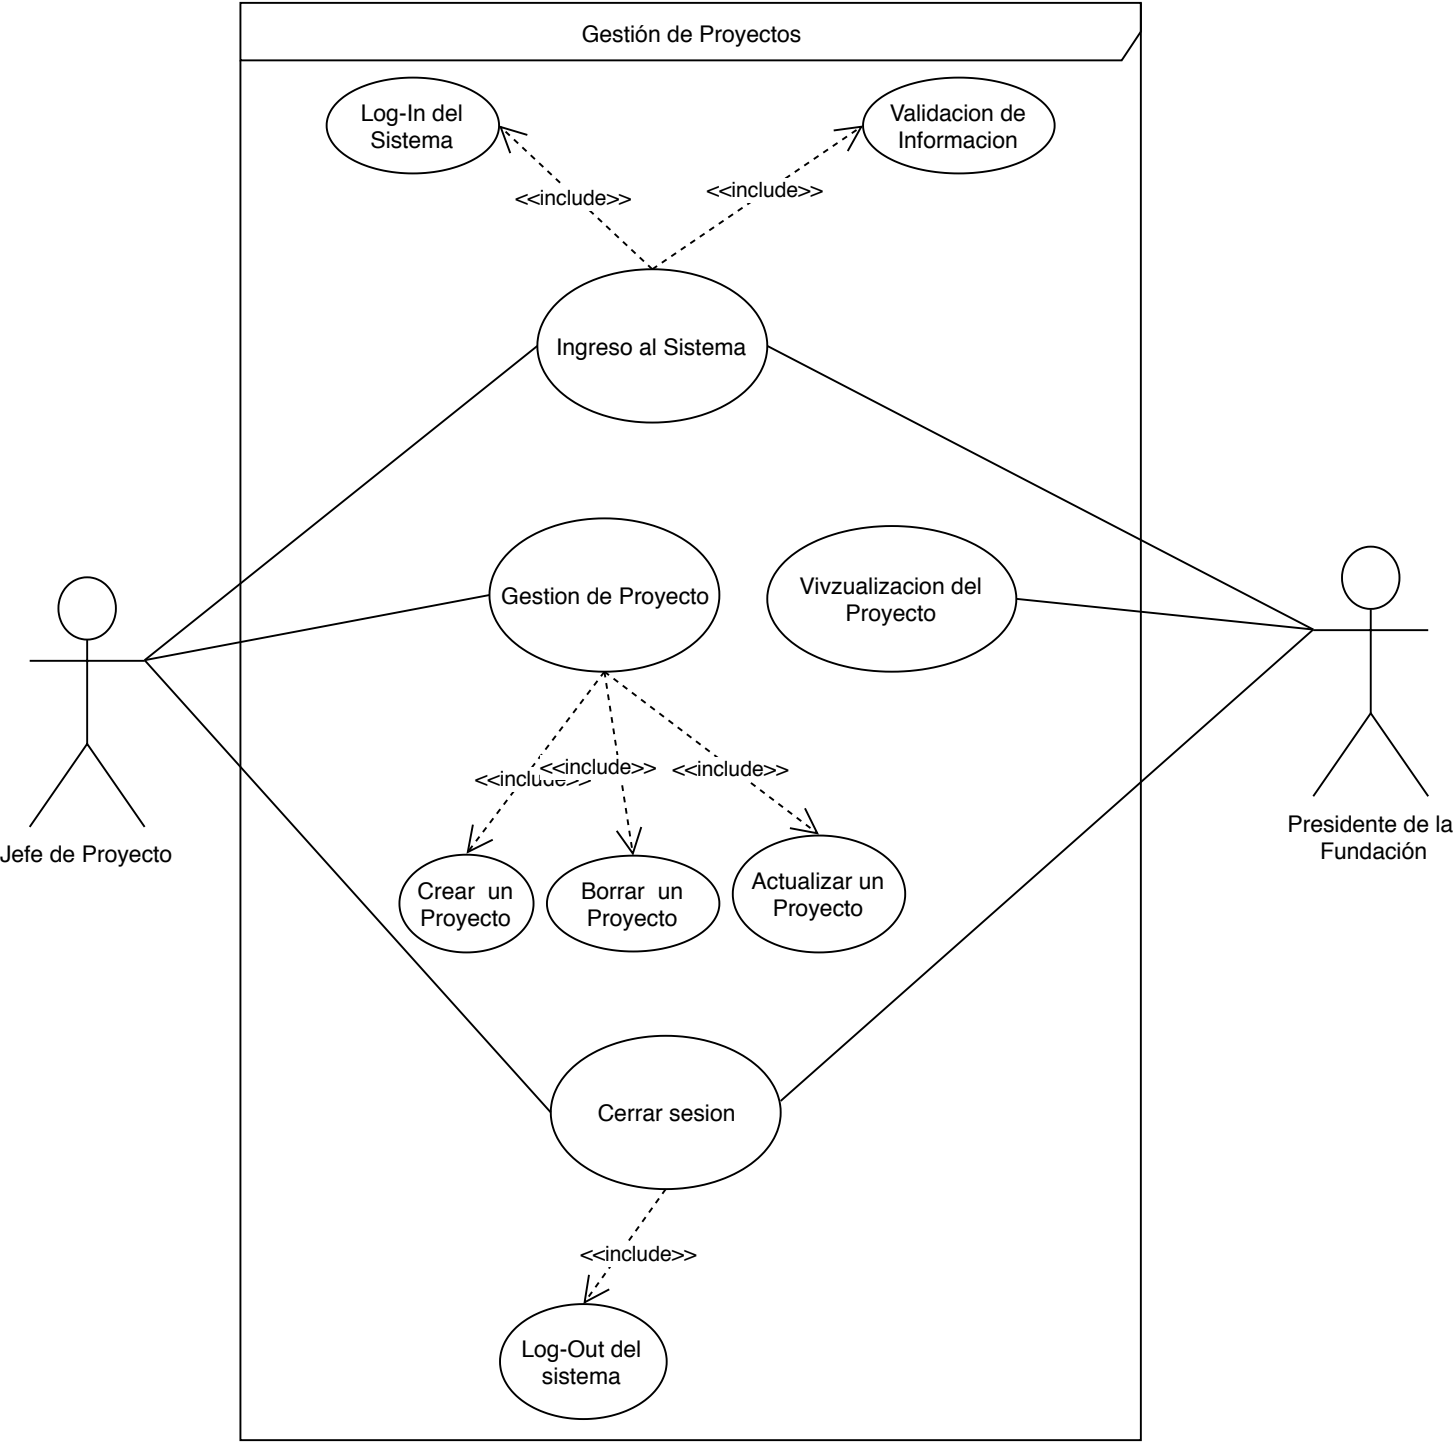 Gestión de Proyectos
Log-In del
Sistema
Validacion de
Informacion
<<include>>
<<include>>
Ingreso al Sistema
Gestion de Proyecto
Vivzualizacion del
Proyecto
<<include>>
<<include>>
<<include>>
Jefe de Proyecto
Presidente de la
Fundación
Crear  un
Proyecto
Borrar  un
Proyecto
Actualizar un
Proyecto
Cerrar sesion
<<include>>
Log-Out del
sistema